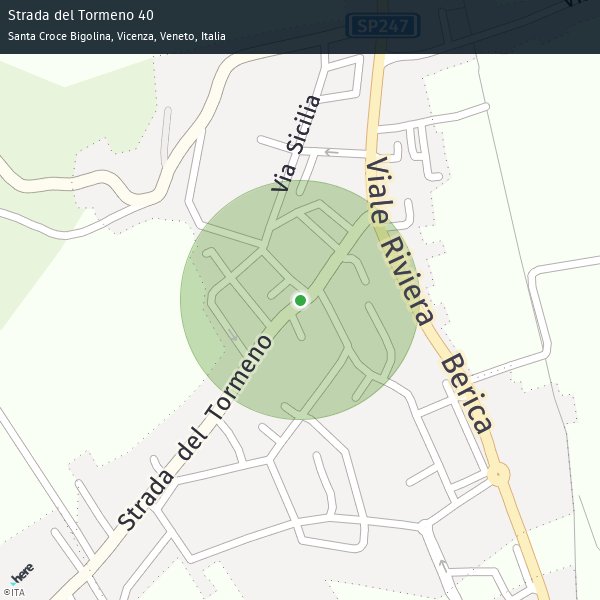 Strada del Tormeno 40
Santa Croce Bigolina, Vicenza, Veneto, Italia
SP247
Via Sicilia
Viale Riviera Berica
Strada del Tormeno
here
©ITA